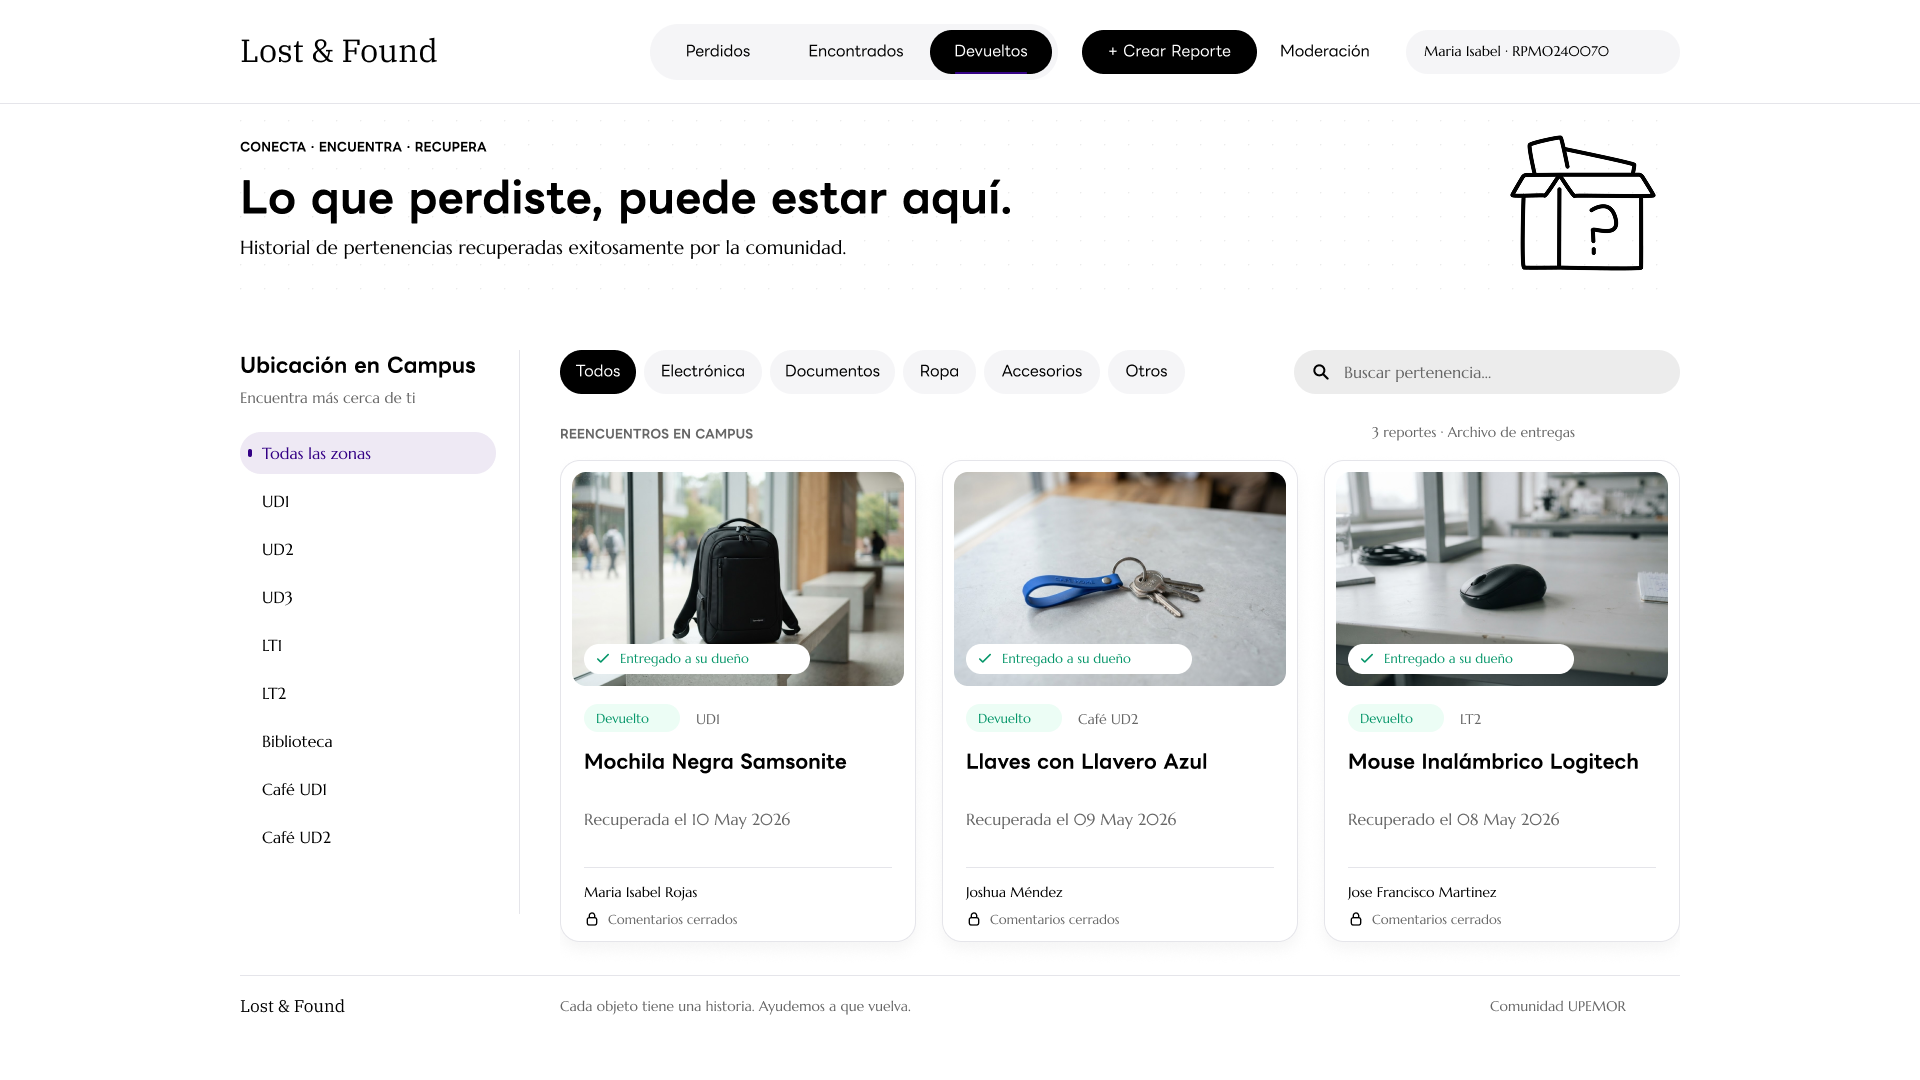 Lost & Found
Perdidos
Encontrados
Devueltos
+ Crear Reporte
Moderación
Maria Isabel · RPMO240070
CONECTA · ENCUENTRA · RECUPERA
Lo que perdiste, puede estar aquí.
Historial de pertenencias recuperadas exitosamente por la comunidad.
?
Ubicación en Campus
Encuentra más cerca de ti
Todas las zonas
UD1
UD2
UD3
LT1
LT2
Biblioteca
Café UD1
Café UD2
Todos
Electrónica
Documentos
Ropa
Accesorios
Otros
Buscar pertenencia...
REENCUENTROS EN CAMPUS
3 reportes · Archivo de entregas
Entregado a su dueño
Devuelto
UD1
Mochila Negra Samsonite
Recuperada el 10 May 2026
Maria Isabel Rojas
Comentarios cerrados
Entregado a su dueño
Devuelto
Café UD2
Llaves con Llavero Azul
Recuperada el 09 May 2026
Joshua Méndez
Comentarios cerrados
Entregado a su dueño
Devuelto
LT2
Mouse Inalámbrico Logitech
Recuperado el 08 May 2026
Jose Francisco Martinez
Comentarios cerrados
Lost & Found
Cada objeto tiene una historia. Ayudemos a que vuelva.
Comunidad UPEMOR